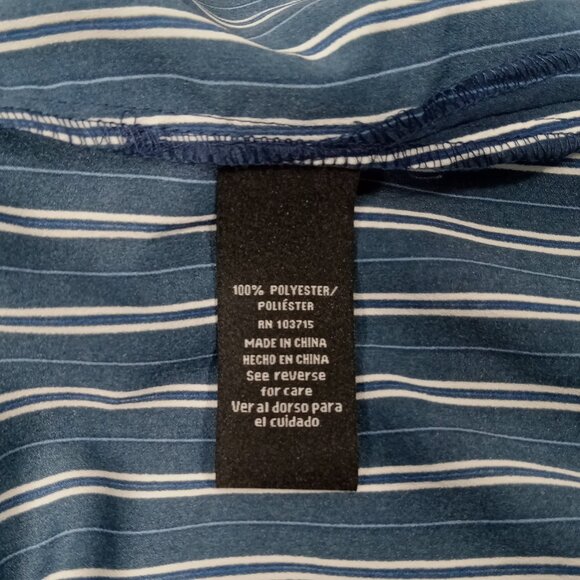 100% POLYESTER/
POLIÉSTER
RN 103715
MADE IN CHINA
HECHO EN CHINA
See reverse
for care
Ver al dorso para
el cuidado